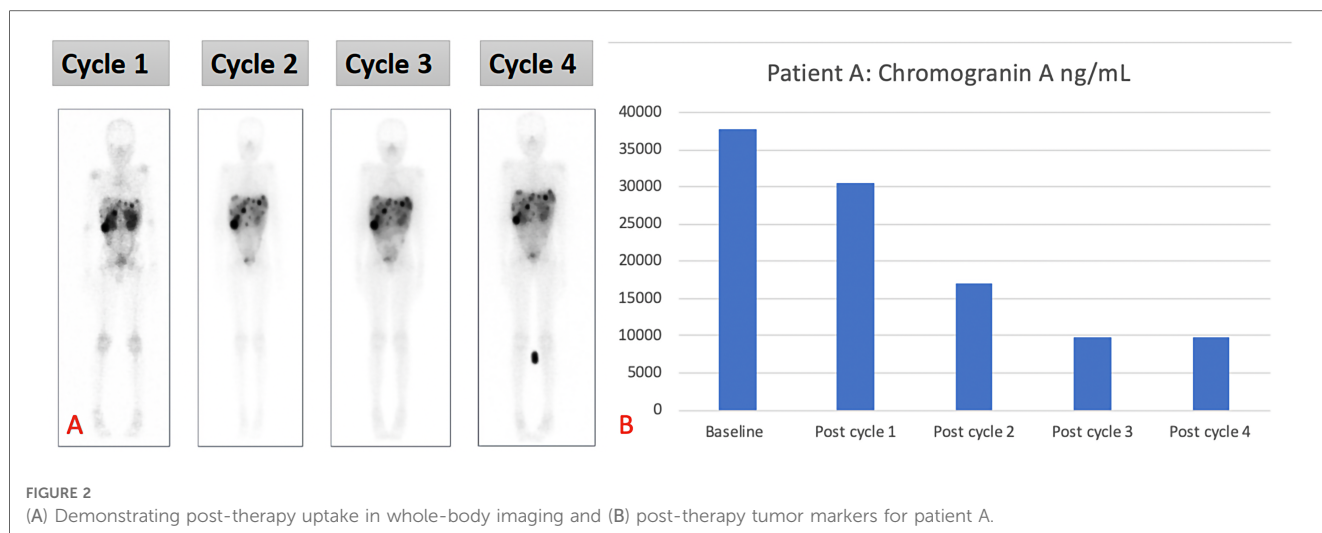 Cycle 1 Cycle 2 Cycle 3 Cycle 4
A
Patient A: Chromogranin A ng/mL
40000
35000
30000
25000
20000
15000
10000
5000
0
B
Baseline Post cycle 1 Post cycle 2 Post cycle 3 Post cycle 4
FIGURE 2
(A) Demonstrating post-therapy uptake in whole-body imaging and (B) post-therapy tumor markers for patient A.